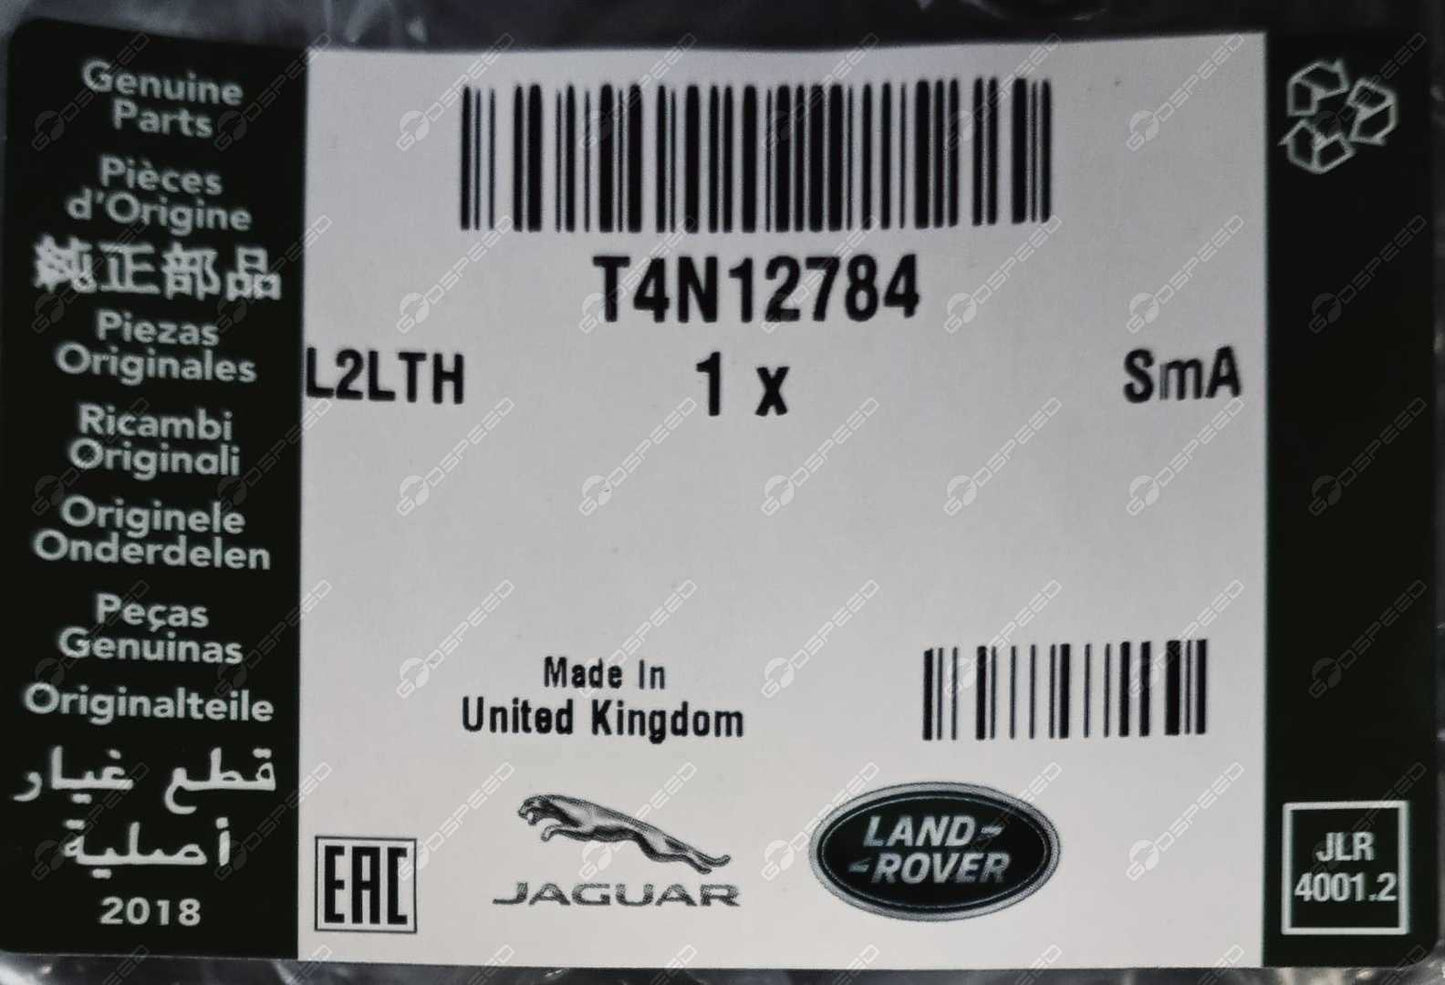 Genuine
Parts
Pièces
d'Origine
純正部品
Piezas
Originales
Ricambi
Originali
Originele
Onderdelen
Peças
Genuinas
Originalteile
قطع غيار
أصلية
2018
T4N12784
L2LTH 1 x SmA
Made In
United Kingdom
EAC
JAGUAR
LAND-
-ROVER
JLR
4001.2
GODSPEED